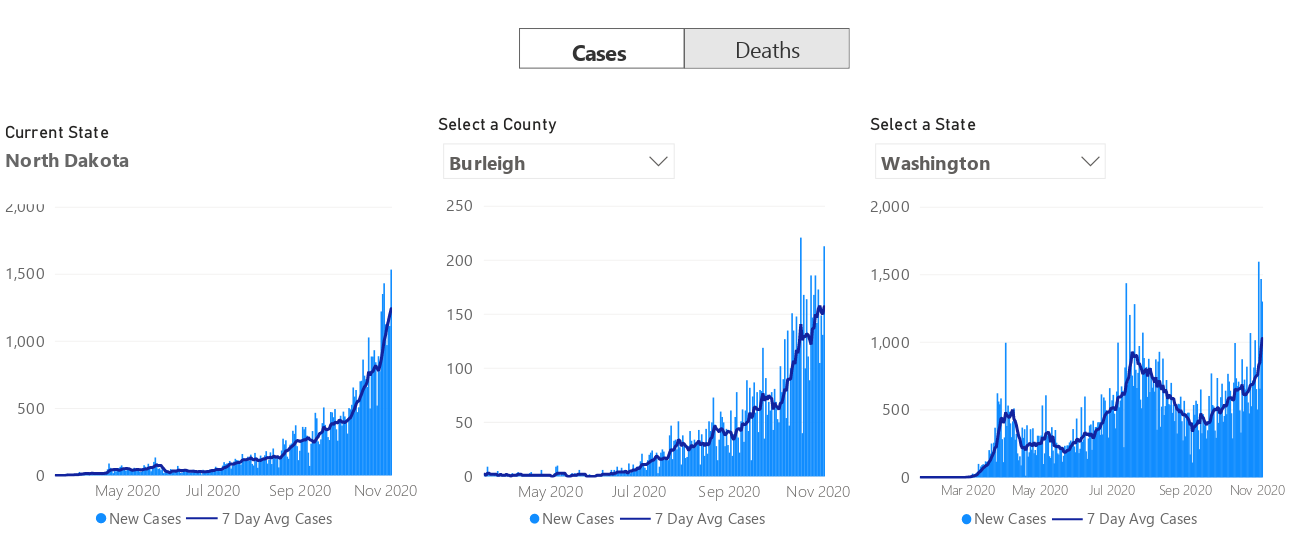 Cases
Deaths
Current State
North Dakota
2,000
1,500
1,000
500
0
May 2020
Jul 2020
Sep 2020
Nov 2020
New Cases
7 Day Avg Cases
Select a County
Burleigh
250
200
150
100
50
0
May 2020
Jul 2020
Sep 2020
Nov 2020
New Cases
7 Day Avg Cases
Select a State
Washington
2,000
1,500
1,000
500
0
Mar 2020
May 2020
Jul 2020
Sep 2020
Nov 2020
New Cases
7 Day Avg Cases